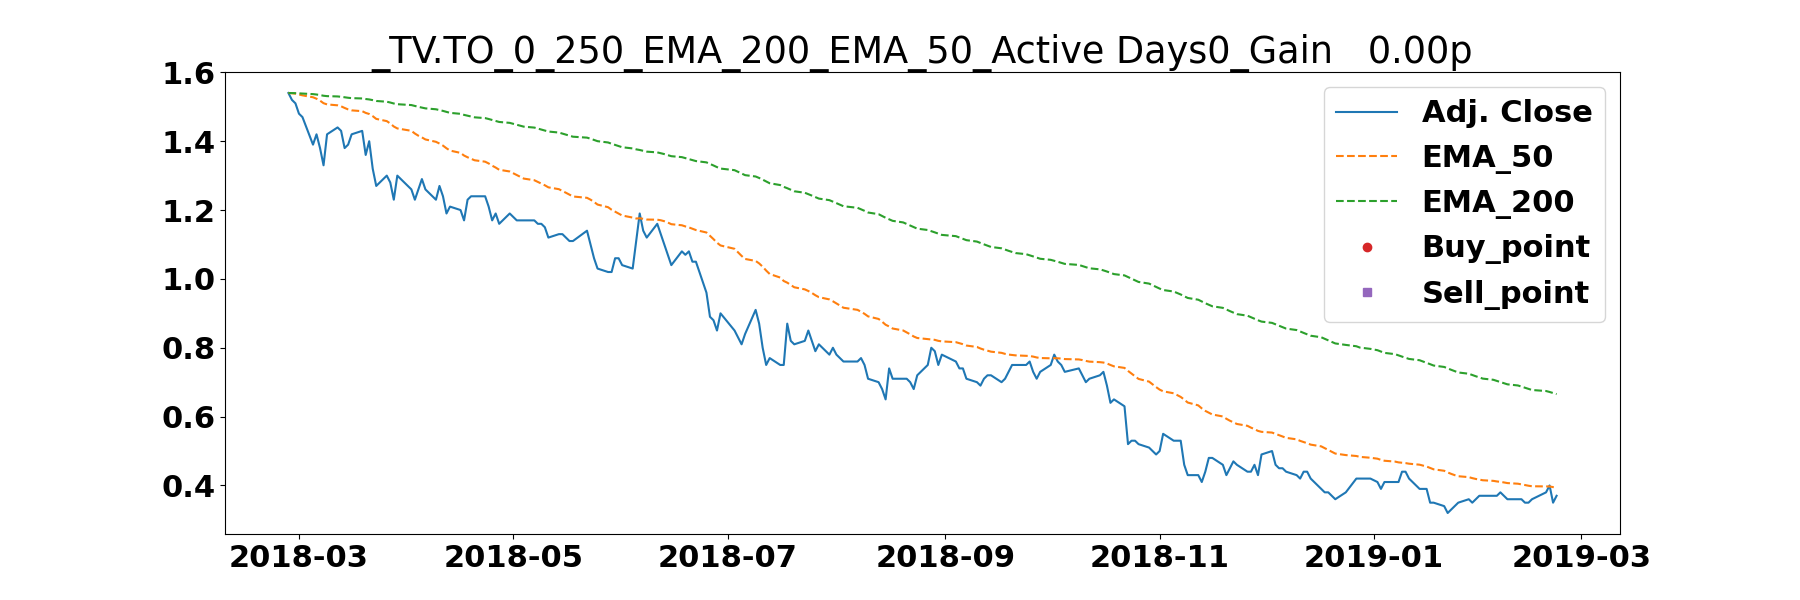 _TV.TO_0_250_EMA_200_EMA_50_Active Days0_Gain   0.00p
1.6
1.4
1.2
1.0
0.8
0.6
0.4
Adj. Close
EMA_50
EMA_200
Buy_point
Sell_point
2018-03 2018-05 2018-07 2018-09 2018-11 2019-01 2019-03